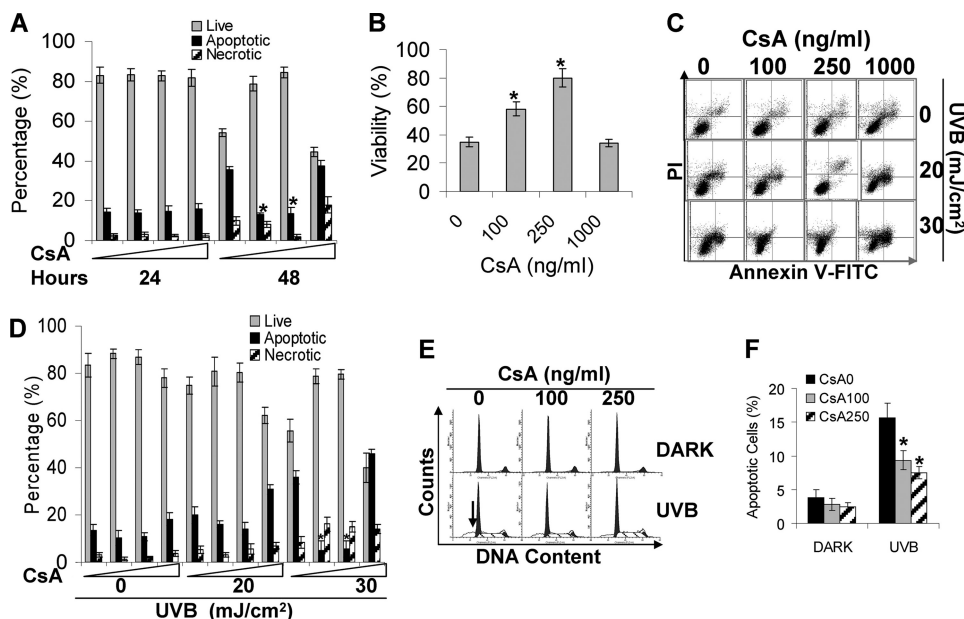 A
Live
Apoptotic
Necrotic
Percentage (%)
100
80
60
40
20
0
* *
CsA
Hours 24 48
B
Viability (%)
100
80
60
40
20
0
* *
0 100 250 1000
CsA (ng/ml)
C
CsA (ng/ml)
0 100 250 1000
UVB (mJ/cm²)
0
20
30
PI
Annexin V-FITC
D
Live
Apoptotic
Necrotic
Percentage (%)
100
80
60
40
20
0
* *
CsA
0 20 30
UVB (mJ/cm²)
E
CsA (ng/ml)
0 100 250
DARK
UVB
Counts
DNA Content
F
CsA0
CsA100
CsA250
Apoptotic Cells (%)
20
15
10
5
0
* *
DARK UVB